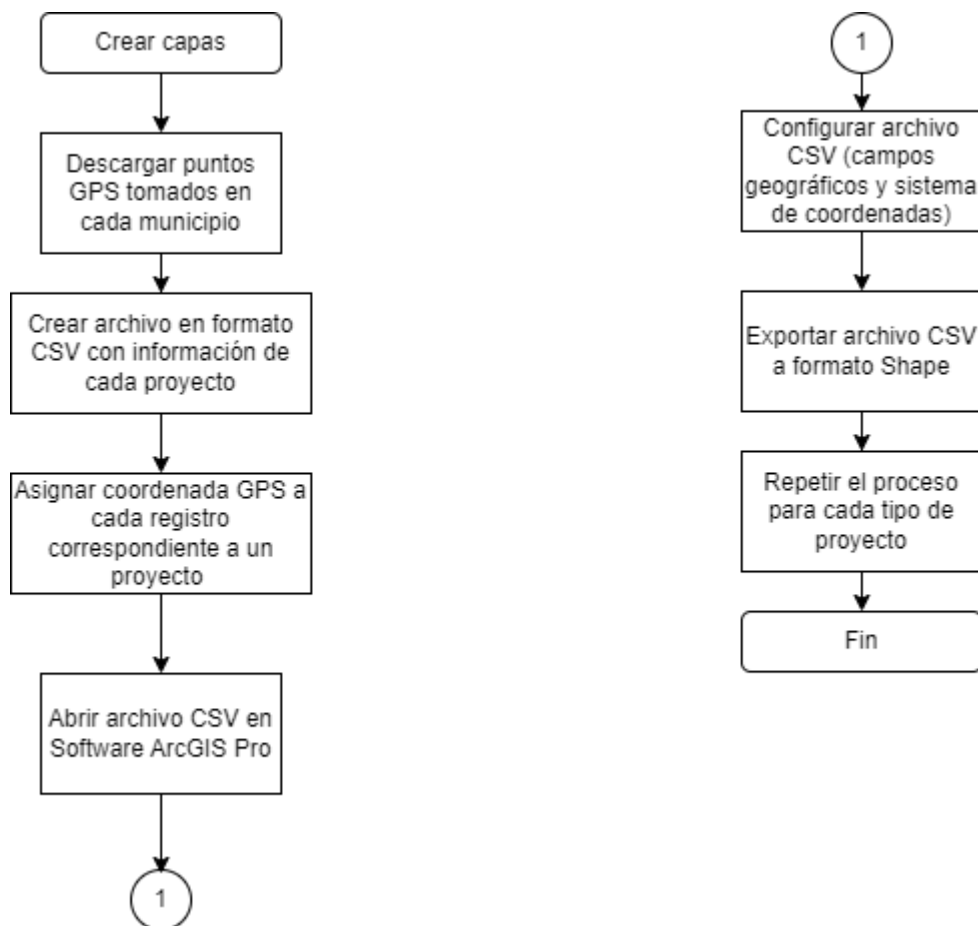 Crear capas
Descargar puntos
GPS tomados en
cada municipio
Crear archivo en formato
CSV con información de
cada proyecto
Asignar coordenada GPS a
cada registro
correspondiente a un
proyecto
Abrir archivo CSV en
Software ArcGIS Pro
1
1
Configurar archivo
CSV (campos
geográficos y sistema
de coordenadas)
Exportar archivo CSV
a formato Shape
Repetir el proceso
para cada tipo de
proyecto
Fin